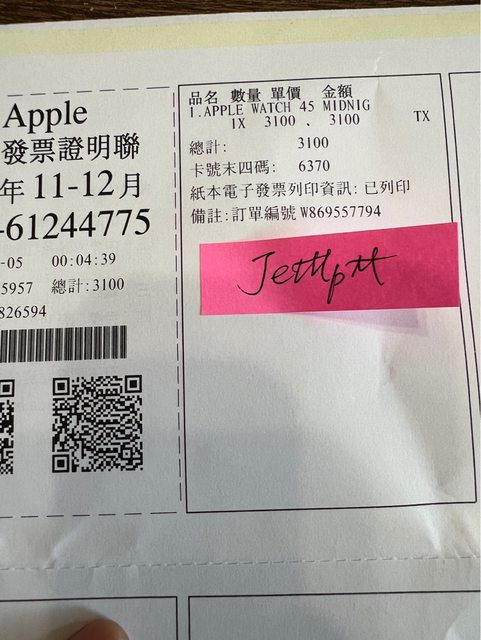 Apple
發票證明聯
年 11-12 月
-61244775
-05 00:04:39
5957 總計:3100
826594
品名 數量 單價 金額
1.APPLE WATCH 45 MIDNIG
1X 3100 、 3100 TX
總計: 3100
卡號末四碼: 6370
紙本電子發票列印資訊:已列印
備註:訂單編號 W869557794